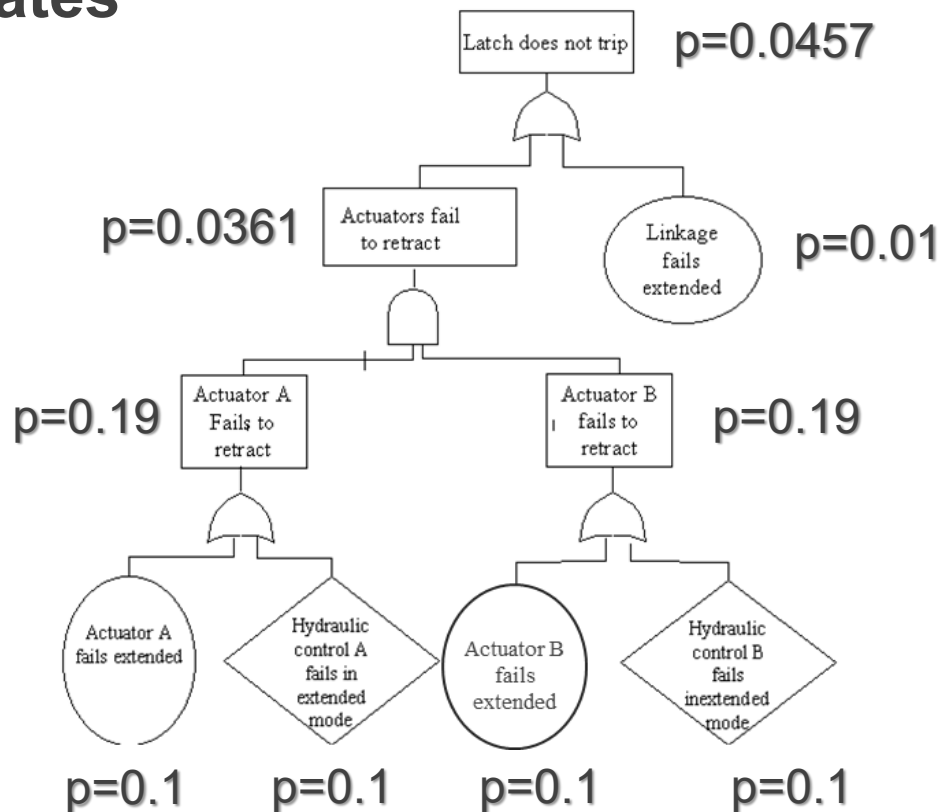 Latch does not trip
p=0.0457
Actuators fail
to retract
p=0.0361
Linkage
fails
extended
p=0.01
Actuator A
Fails to
retract
p=0.19
Actuator B
fails to
retract
p=0.19
Actuator A
fails extended
Hydraulic
control A
fails in
extended
mode
Actuator B
fails
extended
Hydraulic
control B
fails
inextended
mode
p=0.1
p=0.1
p=0.1
p=0.1